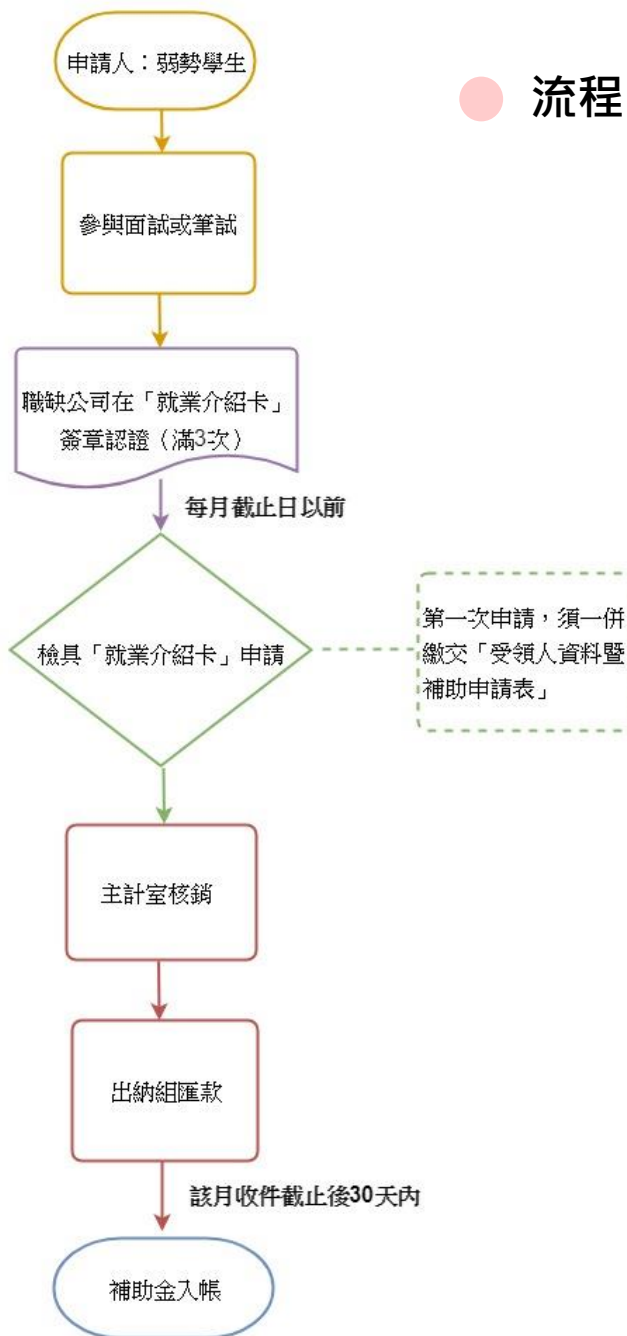 申請人：弱勢學生
流程
參與面試或筆試
職缺公司在「就業介紹卡」
簽章認證（滿3次）
每月截止日以前
檢具「就業介紹卡」申請
第一次申請，須一併
繳交「受領人資料暨
補助申請表」
主計室核銷
出納組匯款
該月收件截止後30天內
補助金入帳